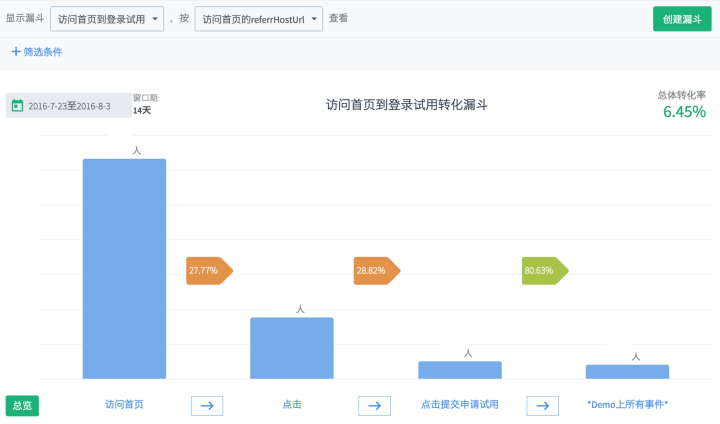 显示漏斗 访问首页到登录试用 ，按 访问首页的referrHostUrl 查看 创建漏斗
+ 筛选条件
2016-7-23至2016-8-3 窗口期: 14天
访问首页到登录试用转化漏斗
总体转化率
6.45%
人
27.77% 28.82% 80.63%
人
人
人
总览 访问首页 → 点击 → 点击提交申请试用 → *Demo上所有事件*